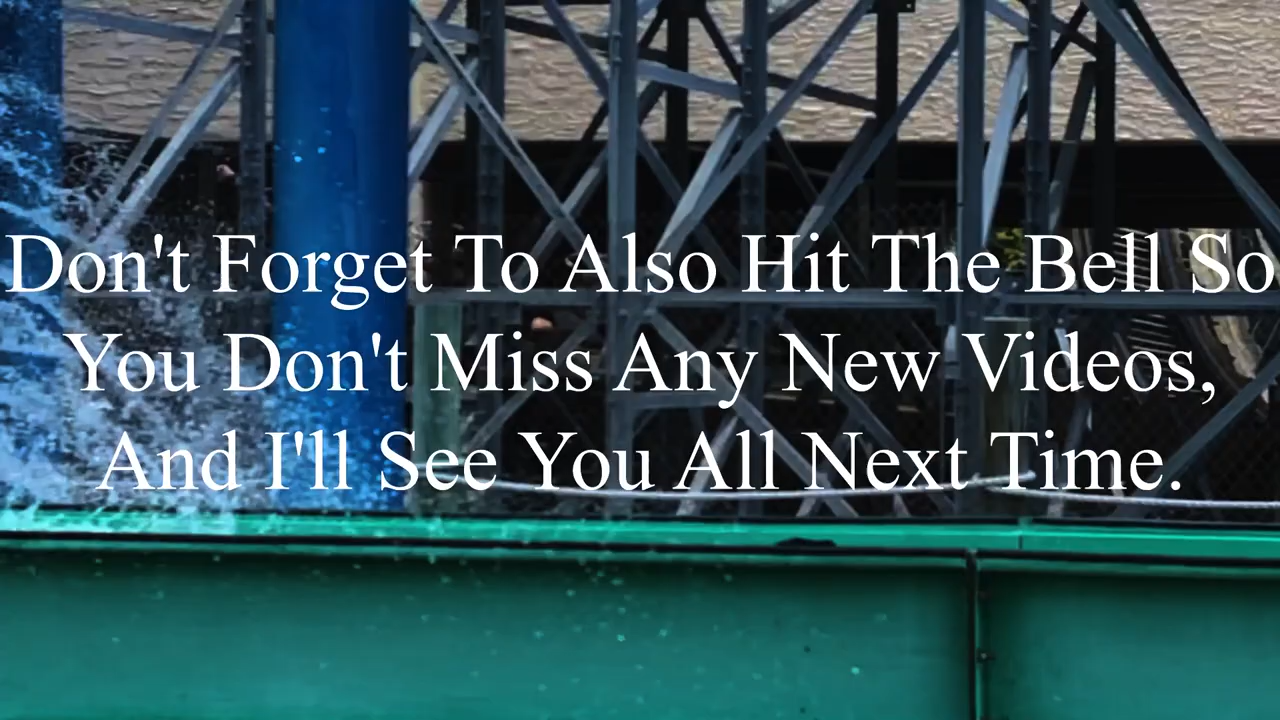 Don't Forget To Also Hit The Bell So
You Don't Miss Any New Videos,
And I'll See You All Next Time.